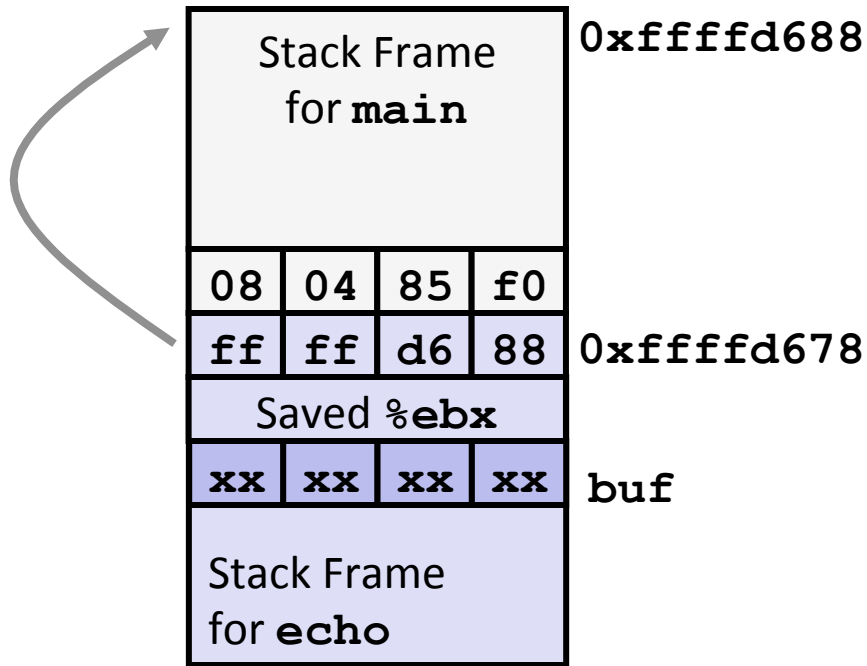 Stack Frame 0xffffd688
for main
08 04 85 f0
ff ff d6 88 0xffffd678
Saved %ebx
xx xx xx xx buf
Stack Frame
for echo